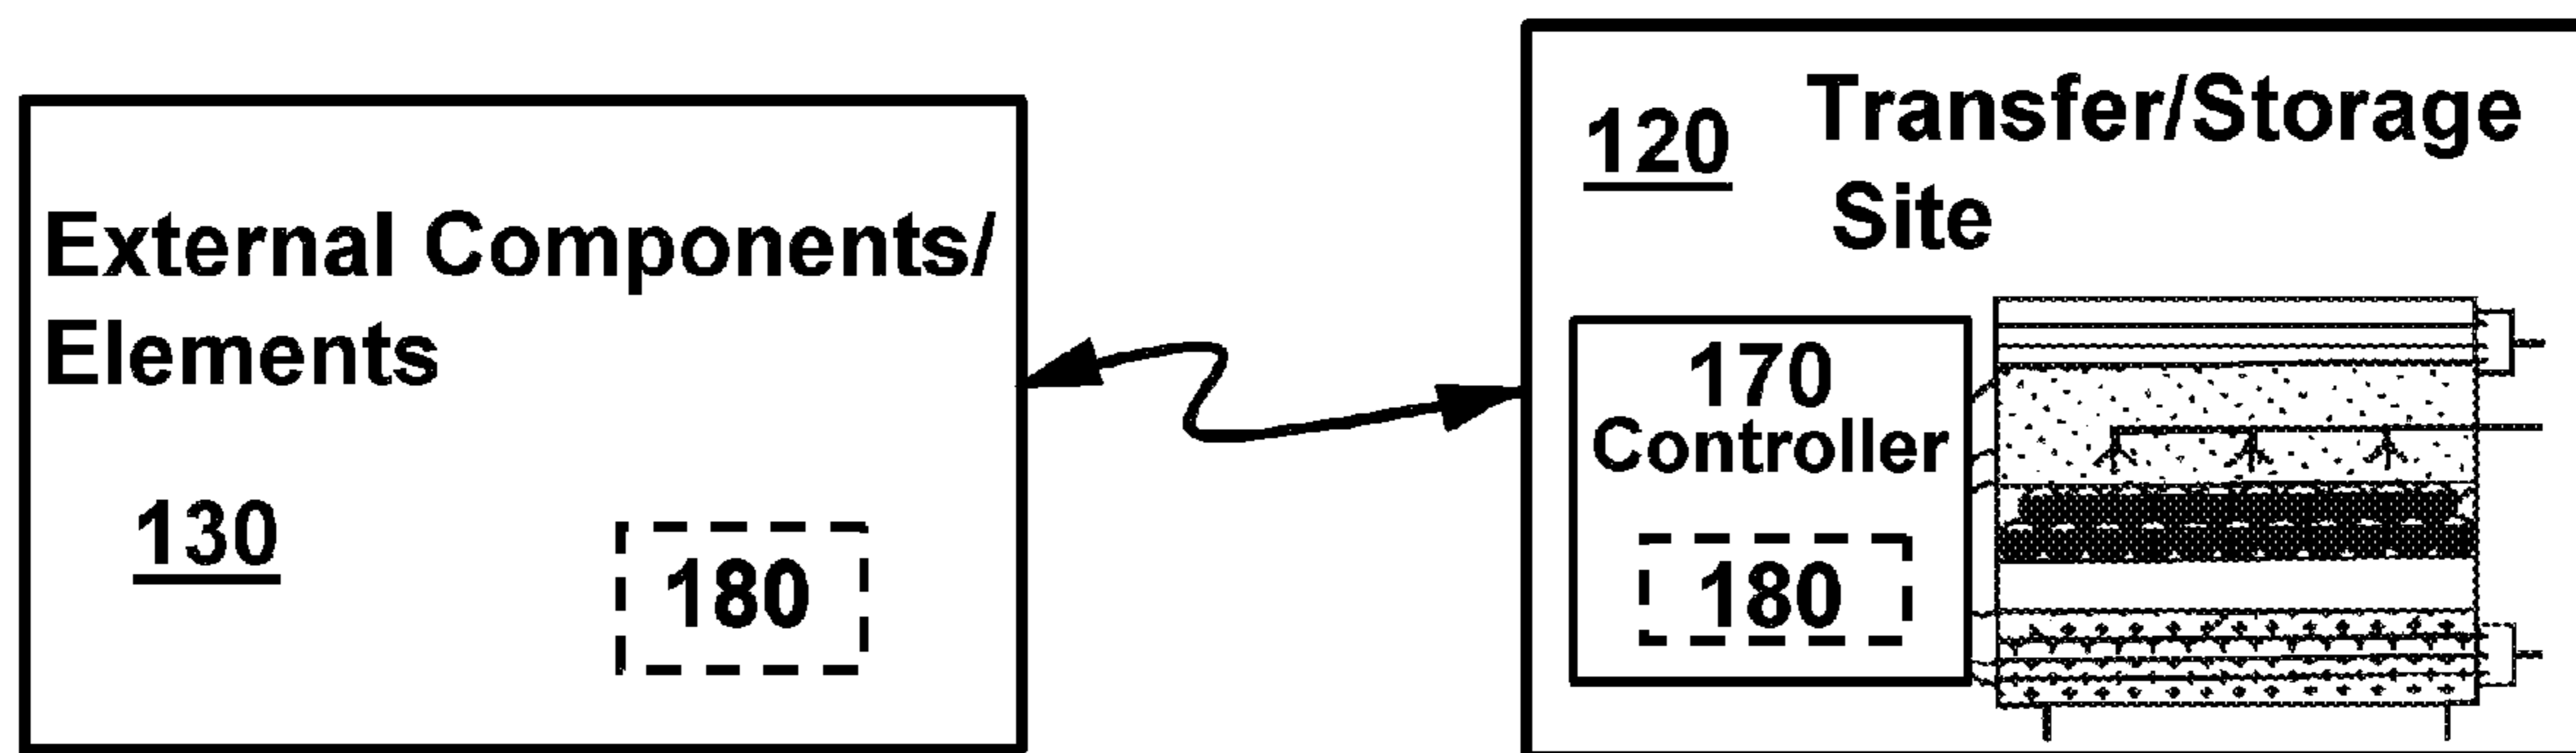 External Components/
Elements
130
180
120
Transfer/Storage
Site
170
Controller
180